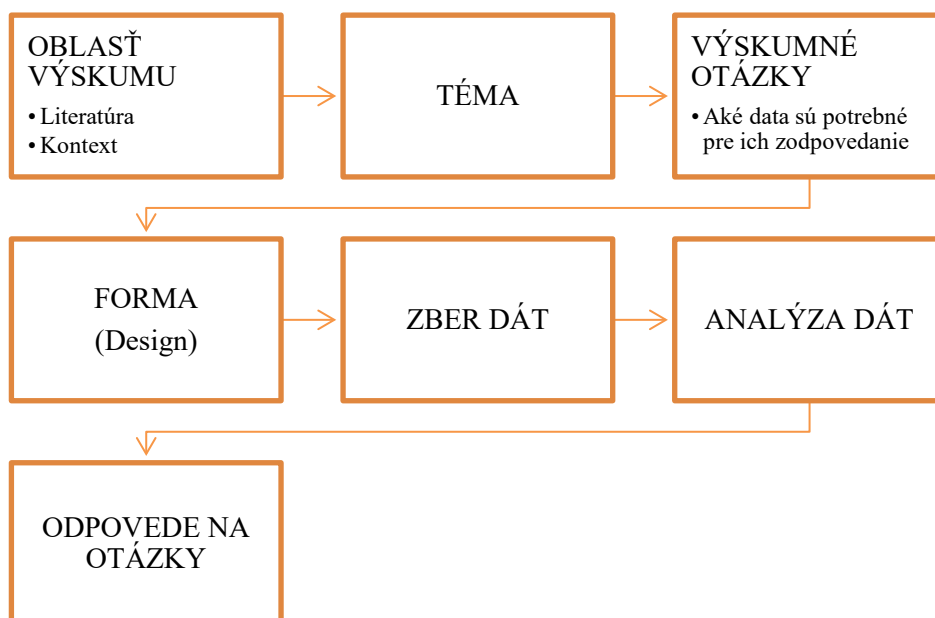 OBLASŤ
VÝSKUMU
• Literatúra
• Kontext
TÉMA
VÝSKUMNÉ
OTÁZKY
• Aké data sú potrebné
pre ich zodpovedanie
FORMA
(Design)
ZBER DÁT
ANALÝZA DÁT
ODPOVEDE NA
OTÁZKY